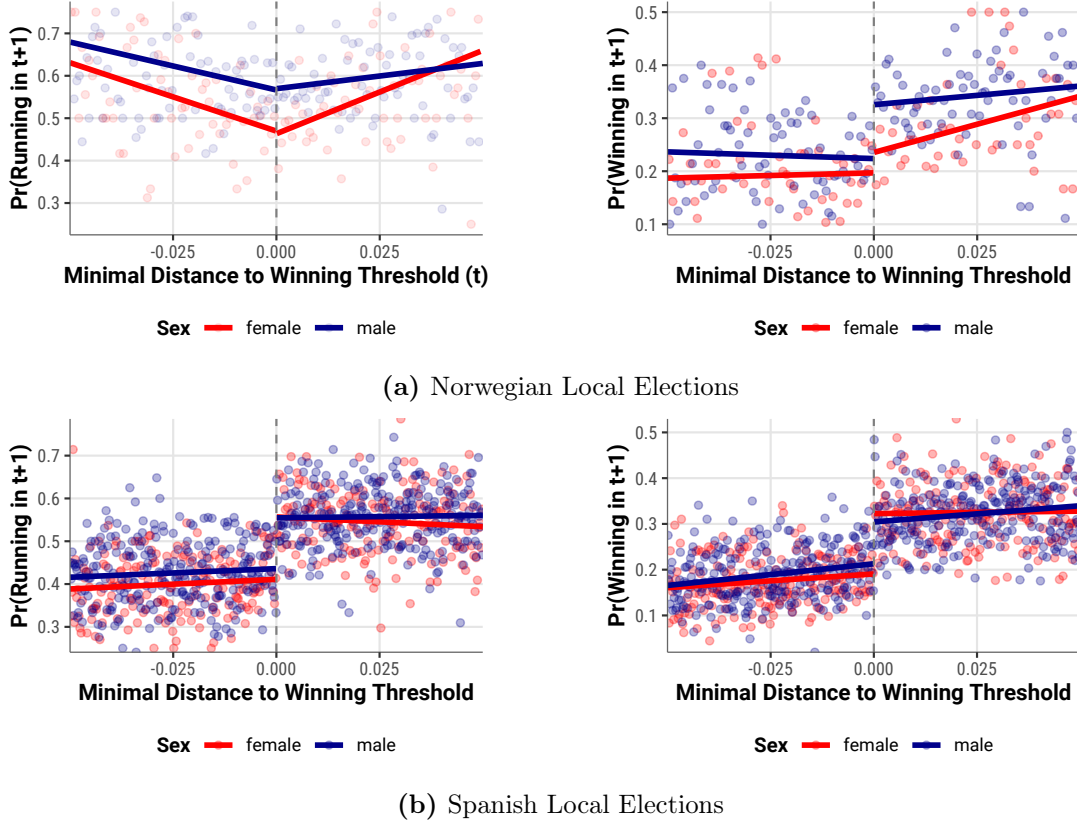 Pr(Running in t+1)
0.7
0.6
0.5
0.4
0.3
-0.025
0.000
0.025
Minimal Distance to Winning Threshold (t)
Sex female male
Pr(Winning in t+1)
0.5
0.4
0.3
0.2
0.1
-0.025
0.000
0.025
Minimal Distance to Winning Threshold
Sex female male
(a) Norwegian Local Elections
Pr(Running in t+1)
0.7
0.6
0.5
0.4
0.3
-0.025
0.000
0.025
Minimal Distance to Winning Threshold
Sex female male
Pr(Winning in t+1)
0.5
0.4
0.3
0.2
0.1
-0.025
0.000
0.025
Minimal Distance to Winning Threshold
Sex female male
(b) Spanish Local Elections